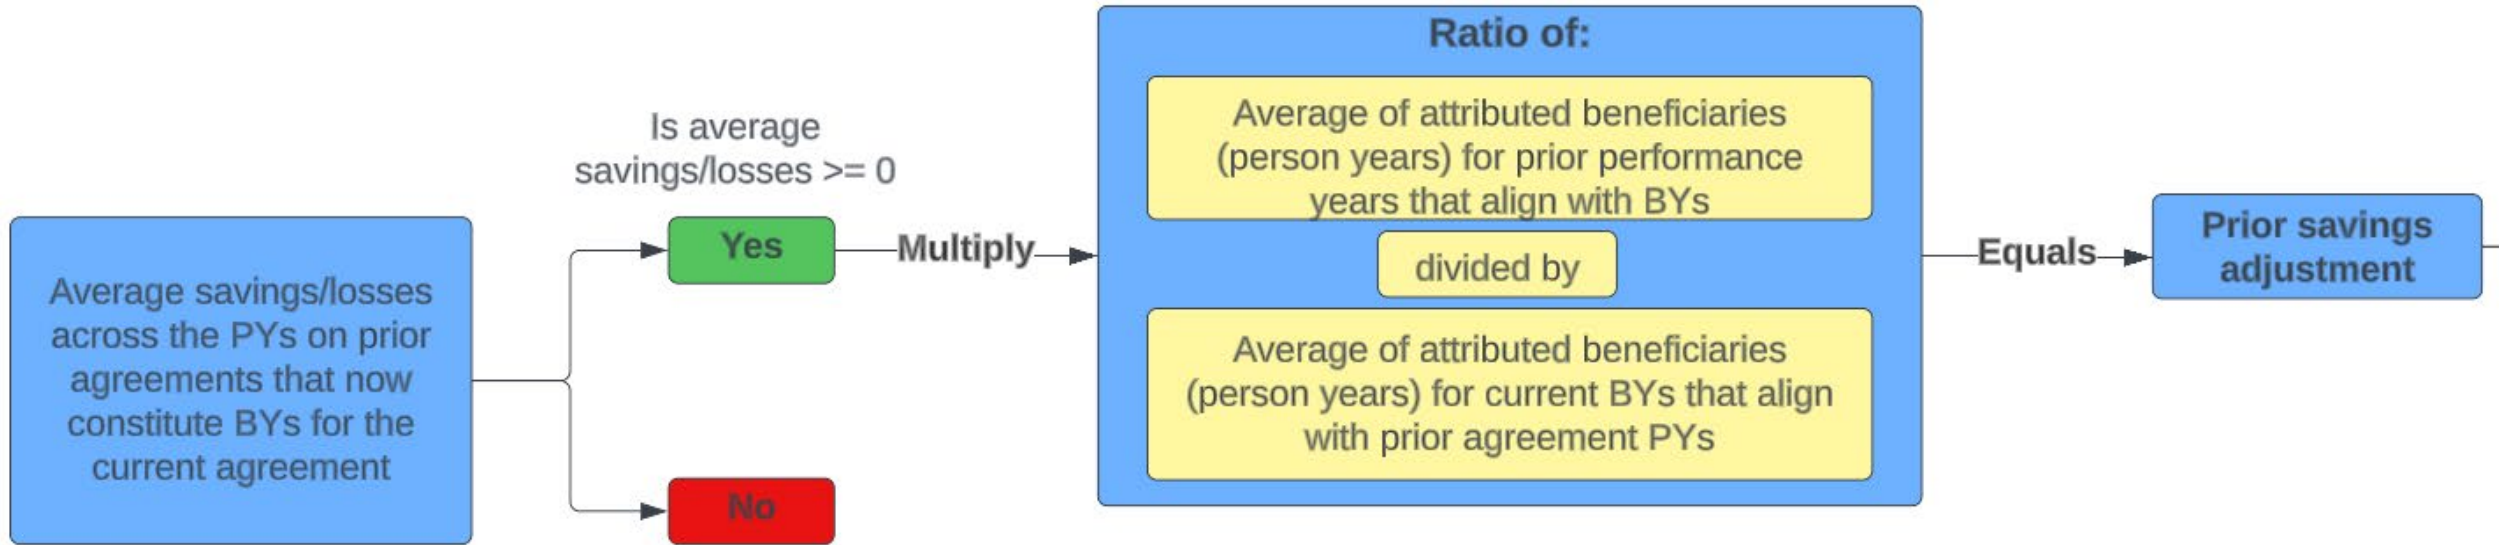 Average savings/losses
across the PYs on prior
agreements that now
constitute BYs for the
current agreement
Is average
savings/losses >= 0
Yes
No
Multiply
Ratio of:
Average of attributed beneficiaries
(person years) for prior performance
years that align with BYs
divided by
Average of attributed beneficiaries
(person years) for current BYs that align
with prior agreement PYs
Equals
Prior savings
adjustment